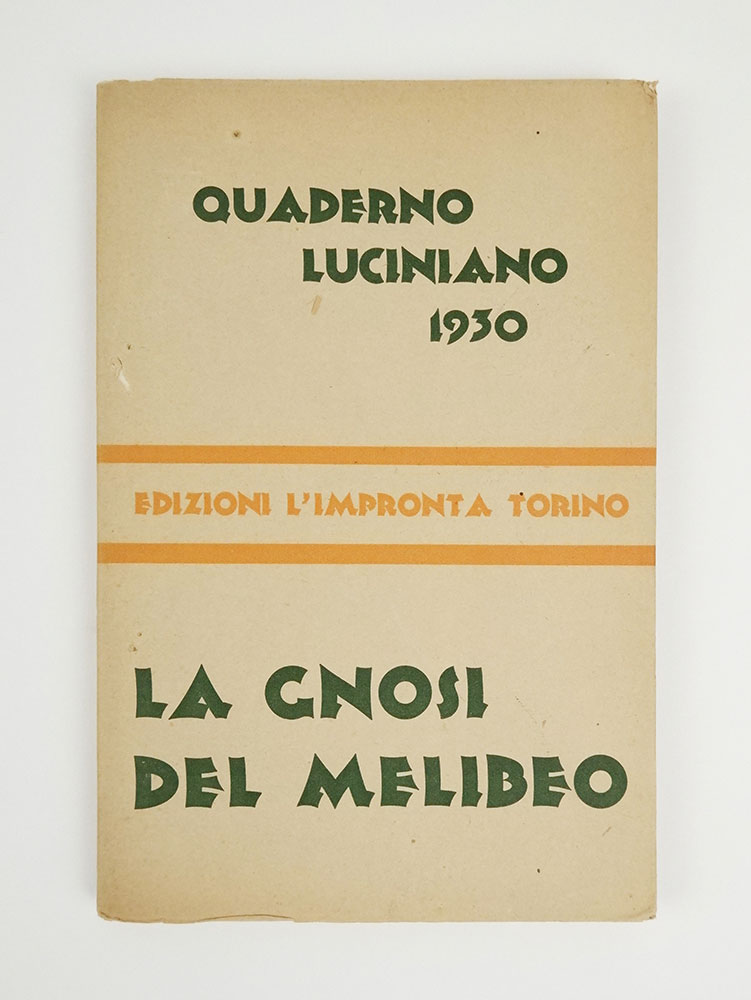 QUADERNO
LUCINIANO
1930
EDIZIONI L'IMPRONTA TORINO
LA GNOSI
DEL MELIBEO